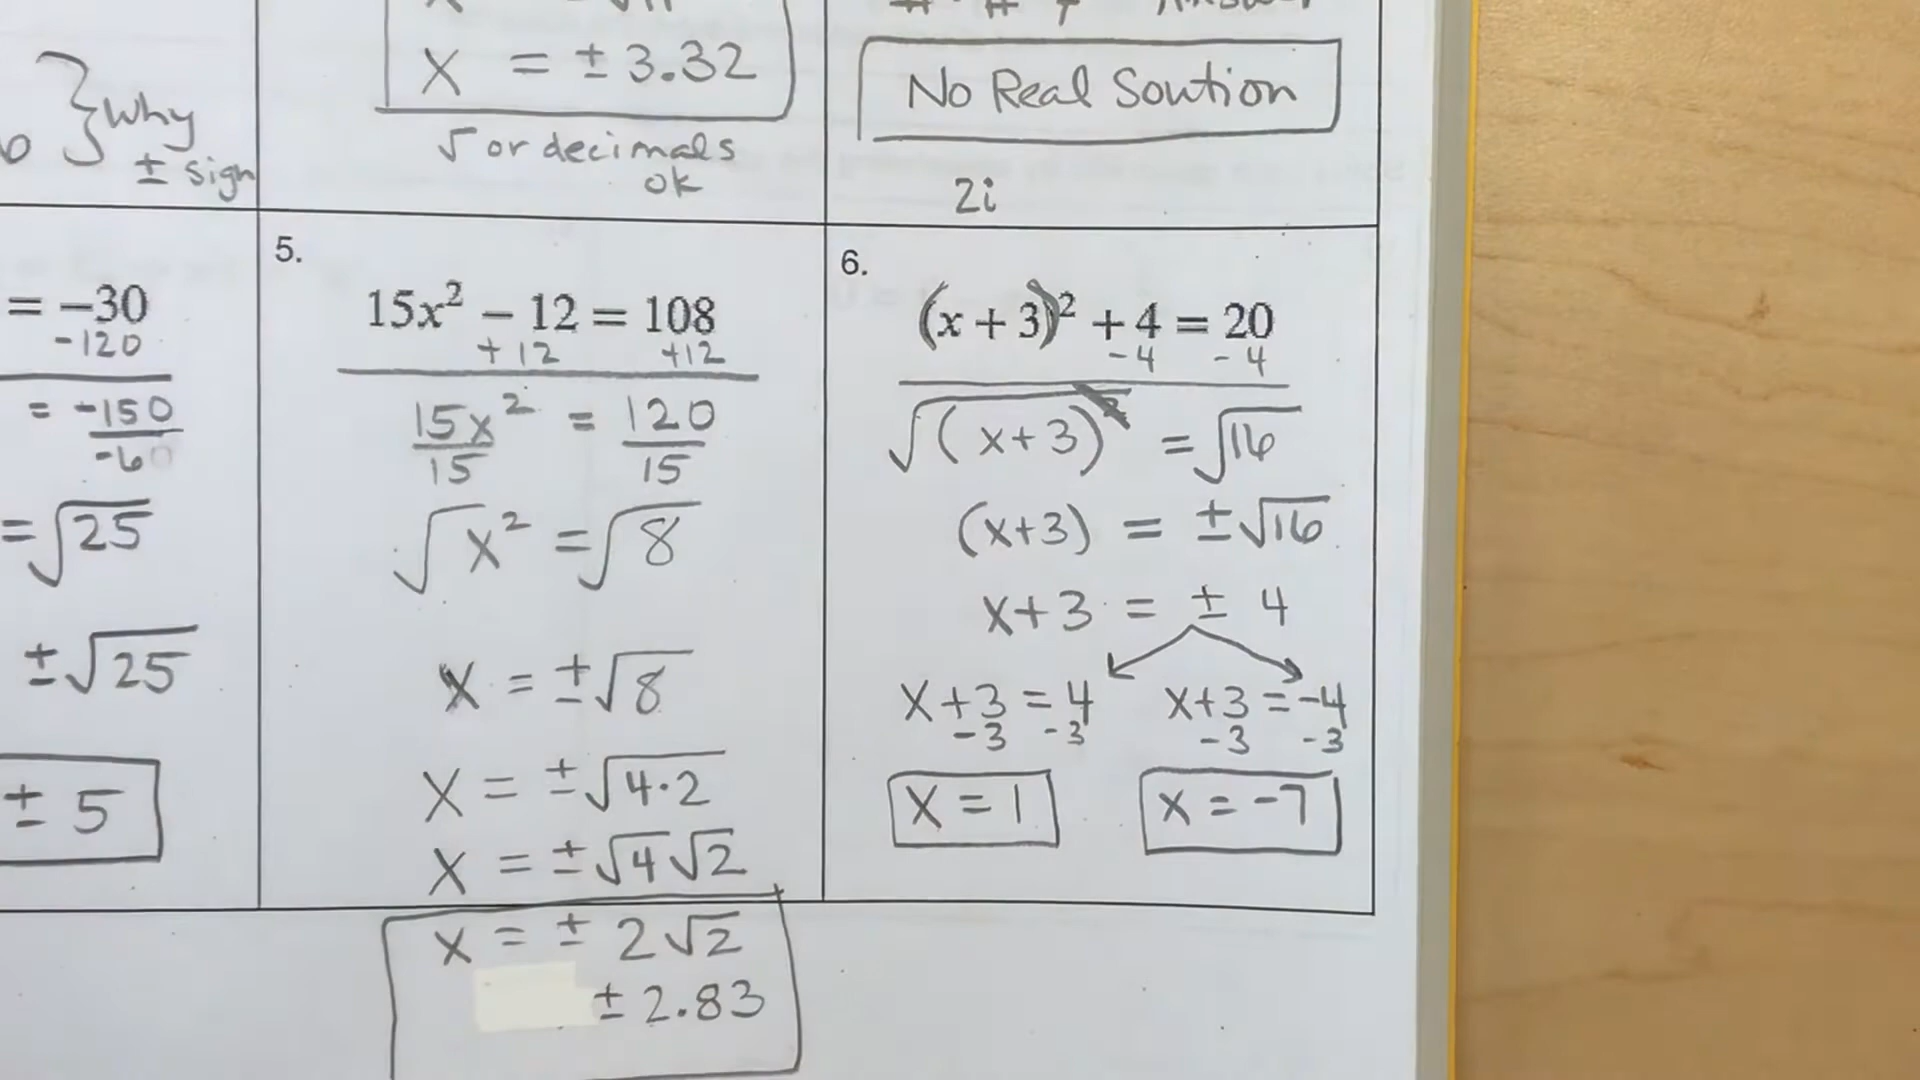 x = ± 3.32
√ or decimals
ok
No Real Soution
2i
} Why
± sign
= −30
-120
= -150
-6
= √25
± √25
± 5
5.
15x² − 12 = 108
+12 +12
15x² = 120
15 15
√x² = √8
x = ±√8
x = ±√4·2
x = ±√4√2
x = ± 2√2
± 2.83
6.
(x + 3)² + 4 = 20
-4 -4
√(x+3)² = √16
(x+3) = ±√16
x+3 = ± 4
x+3 = 4 x+3 = -4
-3 -3 -3 -3
x = 1 x = -7